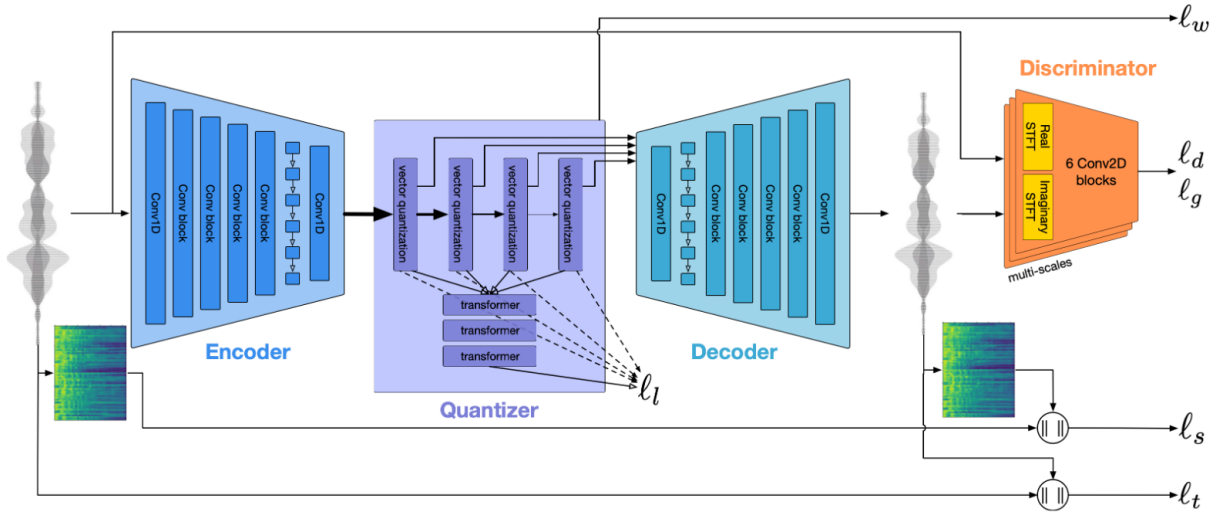 ℓw
Discriminator
Real
STFT
Imaginary
STFT
6 Conv2D
blocks
multi-scales
ℓd
ℓg
Conv1D
Conv block
Conv block
Conv block
Conv block
Conv1D
Encoder
vector quantization
vector quantization
vector quantization
vector quantization
transformer
transformer
transformer
Quantizer
ℓl
Conv1D
Conv block
Conv block
Conv block
Conv block
Conv1D
Decoder
|| ||
ℓs
|| ||
ℓt